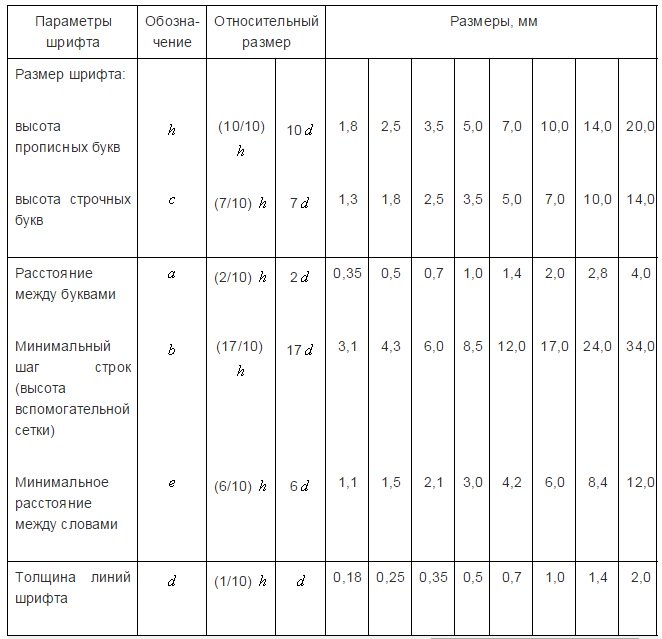 Параметры шрифта Обозна-чение Относительный размер Размеры, мм
Размер шрифта:
высота прописных букв h (10/10) h 10 d 1,8 2,5 3,5 5,0 7,0 10,0 14,0 20,0
высота строчных букв c (7/10) h 7 d 1,3 1,8 2,5 3,5 5,0 7,0 10,0 14,0
Расстояние между буквами a (2/10) h 2 d 0,35 0,5 0,7 1,0 1,4 2,0 2,8 4,0
Минимальный шаг строк (высота вспомогательной сетки) b (17/10) h 17 d 3,1 4,3 6,0 8,5 12,0 17,0 24,0 34,0
Минимальное расстояние между словами e (6/10) h 6 d 1,1 1,5 2,1 3,0 4,2 6,0 8,4 12,0
Толщина линий шрифта d (1/10) h d 0,18 0,25 0,35 0,5 0,7 1,0 1,4 2,0